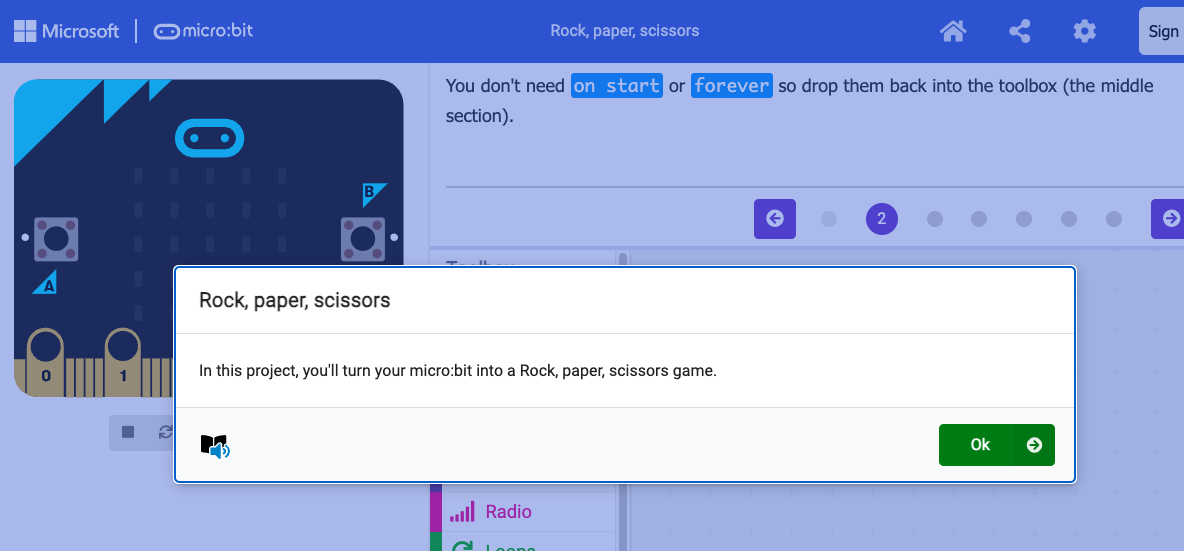 Microsoft micro:bit Rock, paper, scissors Sign
You don't need on start or forever so drop them back into the toolbox (the middle
section).
2
B
A
Rock, paper, scissors
In this project, you'll turn your micro:bit into a Rock, paper, scissors game.
0 1
Ok
Radio